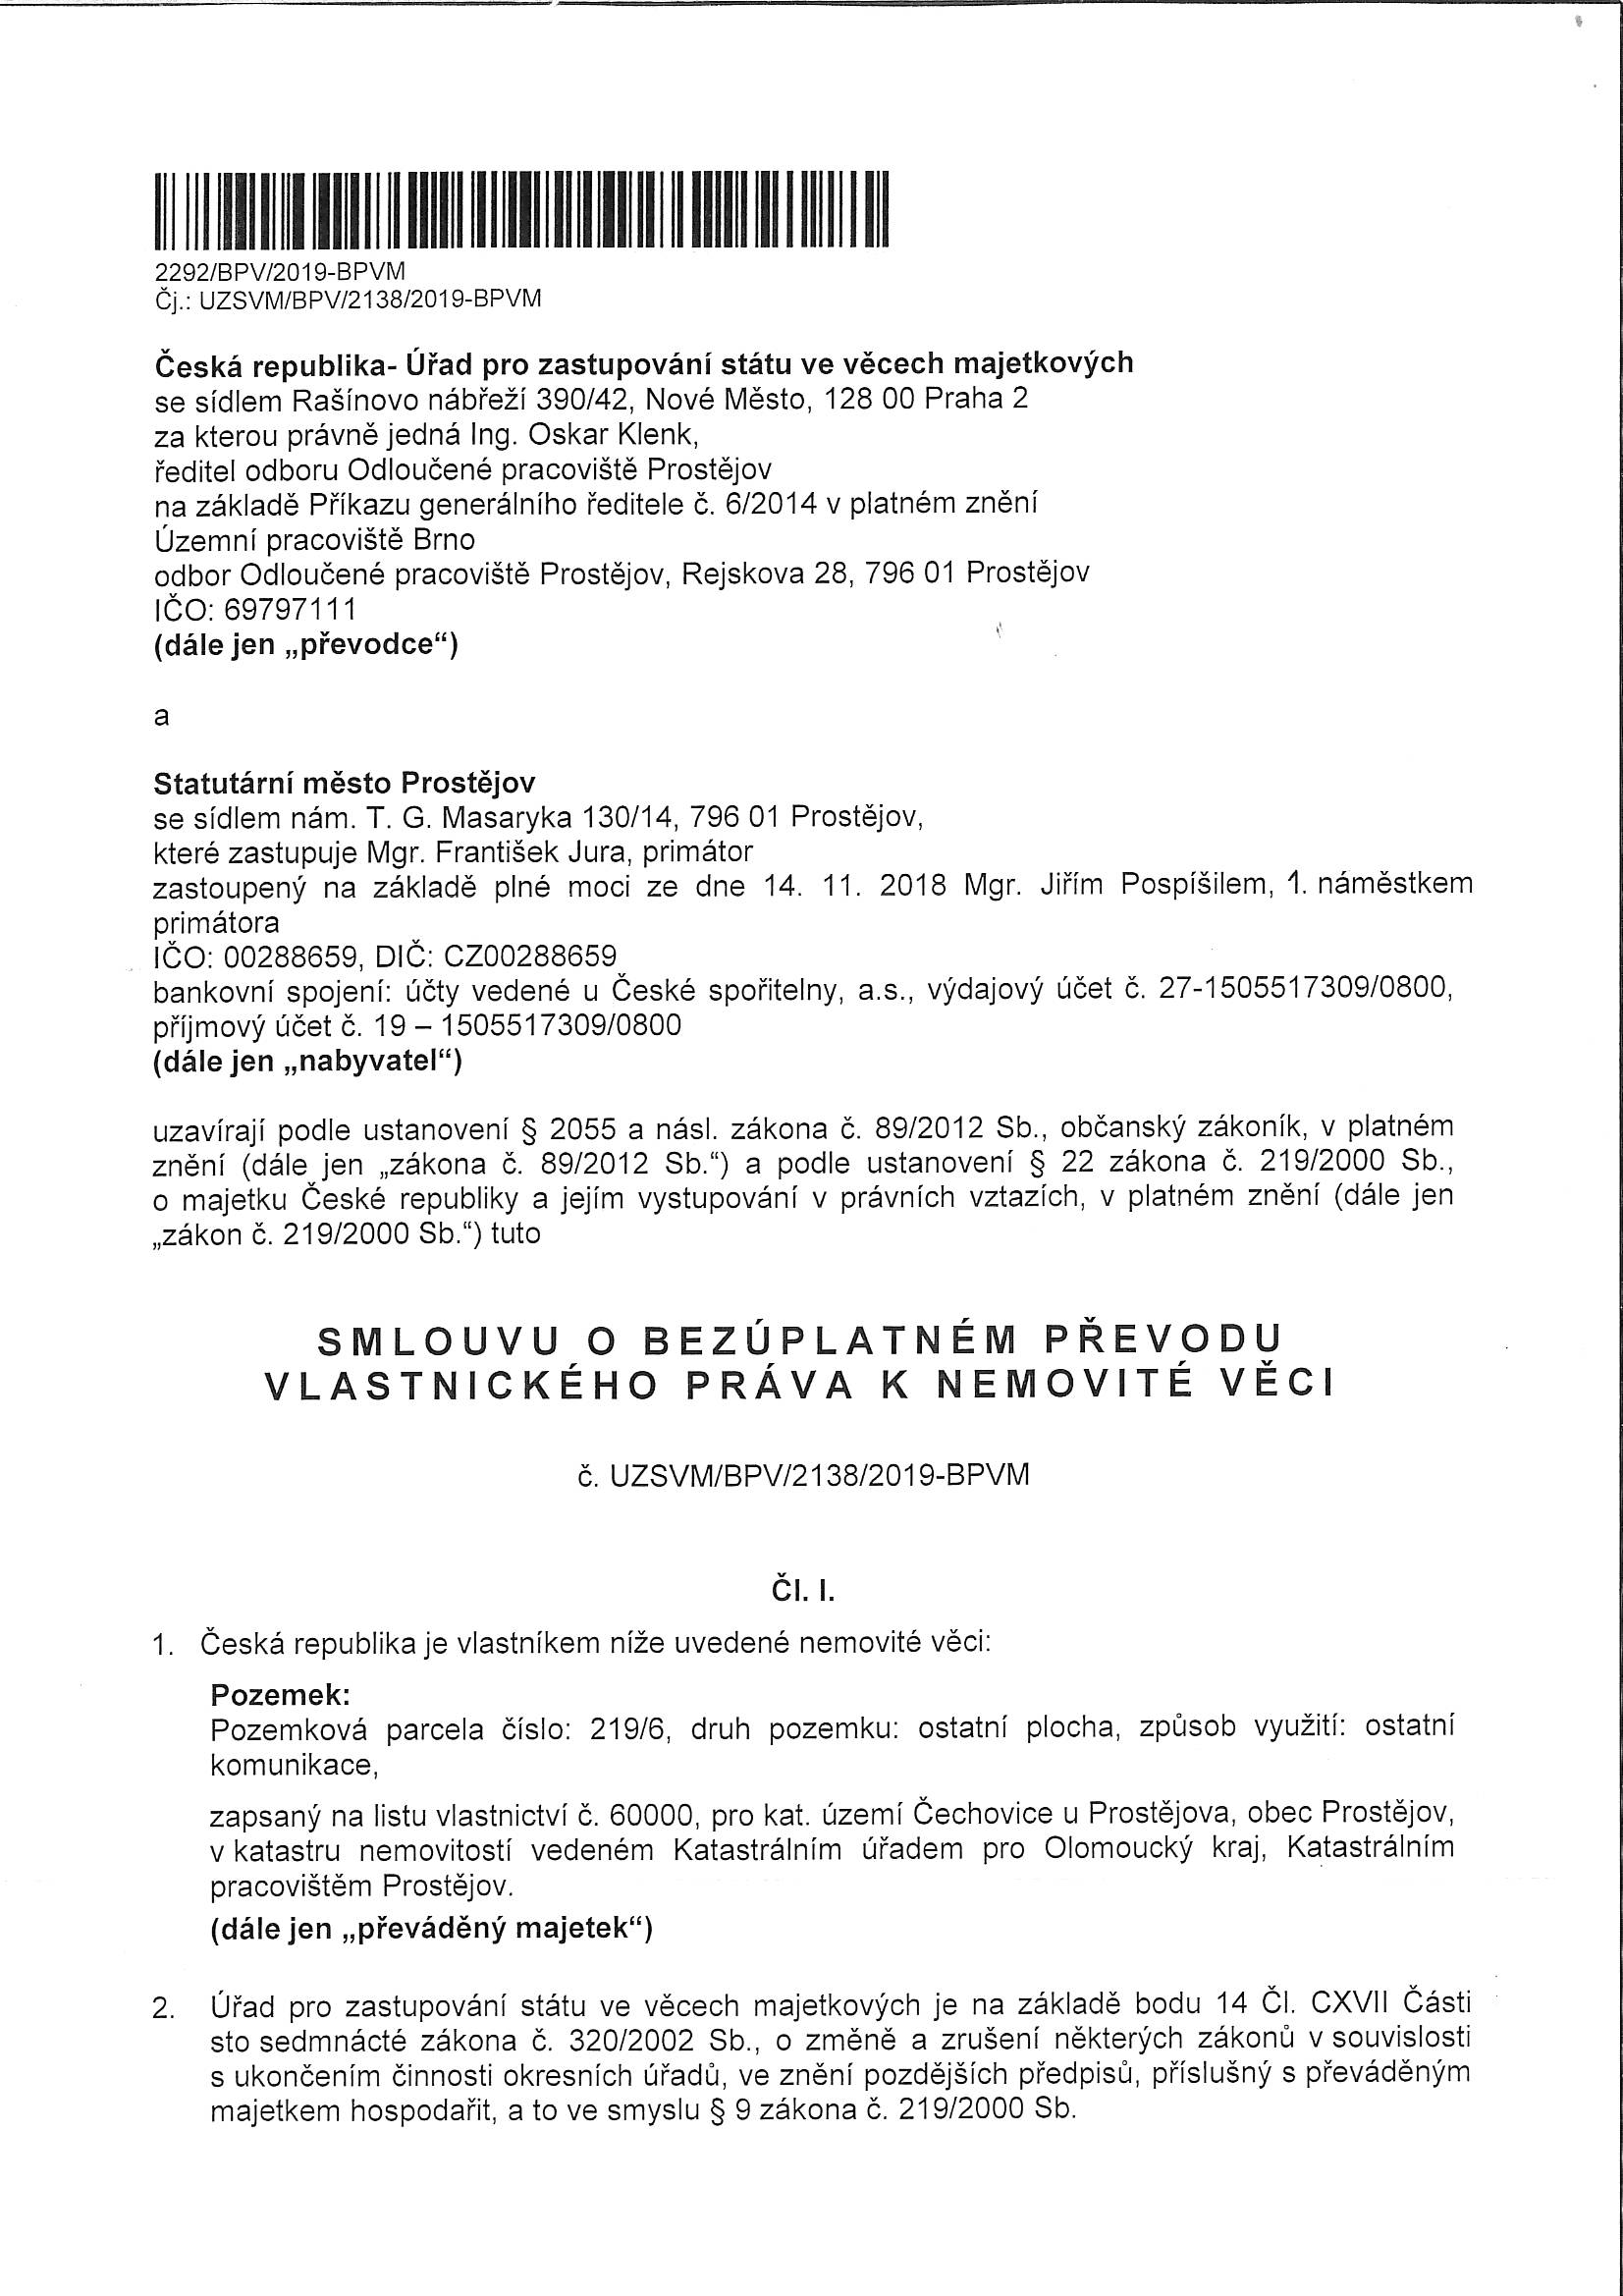 2292/BPV/2019-BPVM
Čj.: UZSVM/BPV/2138/2019-BPVM
Česká republika- Úřad pro zastupování státu ve věcech majetkových
se sídlem Rašínovo nábřeží 390/42, Nové Město, 128 00 Praha 2
za kterou právně jedná Ing. Oskar Klenk,
ředitel odboru Odloučené pracoviště Prostějov
na základě Příkazu generálního ředitele č. 6/2014 v platném znění
Územní pracoviště Brno
odbor Odloučené pracoviště Prostějov, Rejskova 28, 796 01 Prostějov
IČO: 69797111
(dále jen „převodce“)
a
Statutární město Prostějov
se sídlem nám. T. G. Masaryka 130/14, 796 01 Prostějov,
které zastupuje Mgr. František Jura, primátor
zastoupený na základě plné moci ze dne 14. 11. 2018 Mgr. Jiřím Pospíšilem, 1. náměstkem
primátora
IČO: 00288659, DIČ: CZ00288659
bankovní spojení: účty vedené u České spořitelny, a.s., výdajový účet č. 27-1505517309/0800,
příjmový účet č. 19 – 1505517309/0800
(dále jen „nabyvatel“)
uzavírají podle ustanovení § 2055 a násl. zákona č. 89/2012 Sb., občanský zákoník, v platném
znění (dále jen „zákona č. 89/2012 Sb.“) a podle ustanovení § 22 zákona č. 219/2000 Sb.,
o majetku České republiky a jejím vystupování v právních vztazích, v platném znění (dále jen
„zákon č. 219/2000 Sb.“) tuto
SMLOUVU O BEZÚPLATNÉM PŘEVODU
VLASTNICKÉHO PRÁVA K NEMOVITÉ VĚCI
č. UZSVM/BPV/2138/2019-BPVM
Čl. I.
1. Česká republika je vlastníkem níže uvedené nemovité věci:
Pozemek:
Pozemková parcela číslo: 219/6, druh pozemku: ostatní plocha, způsob využití: ostatní
komunikace,
zapsaný na listu vlastnictví č. 60000, pro kat. území Čechovice u Prostějova, obec Prostějov,
v katastru nemovitostí vedeném Katastrálním úřadem pro Olomoucký kraj, Katastrálním
pracovištěm Prostějov.
(dále jen „převáděný majetek“)
2. Úřad pro zastupování státu ve věcech majetkových je na základě bodu 14 Čl. CXVII Části
sto sedmnácté zákona č. 320/2002 Sb., o změně a zrušení některých zákonů v souvislosti
s ukončením činnosti okresních úřadů, ve znění pozdějších předpisů, příslušný s převáděným
majetkem hospodařit, a to ve smyslu § 9 zákona č. 219/2000 Sb.